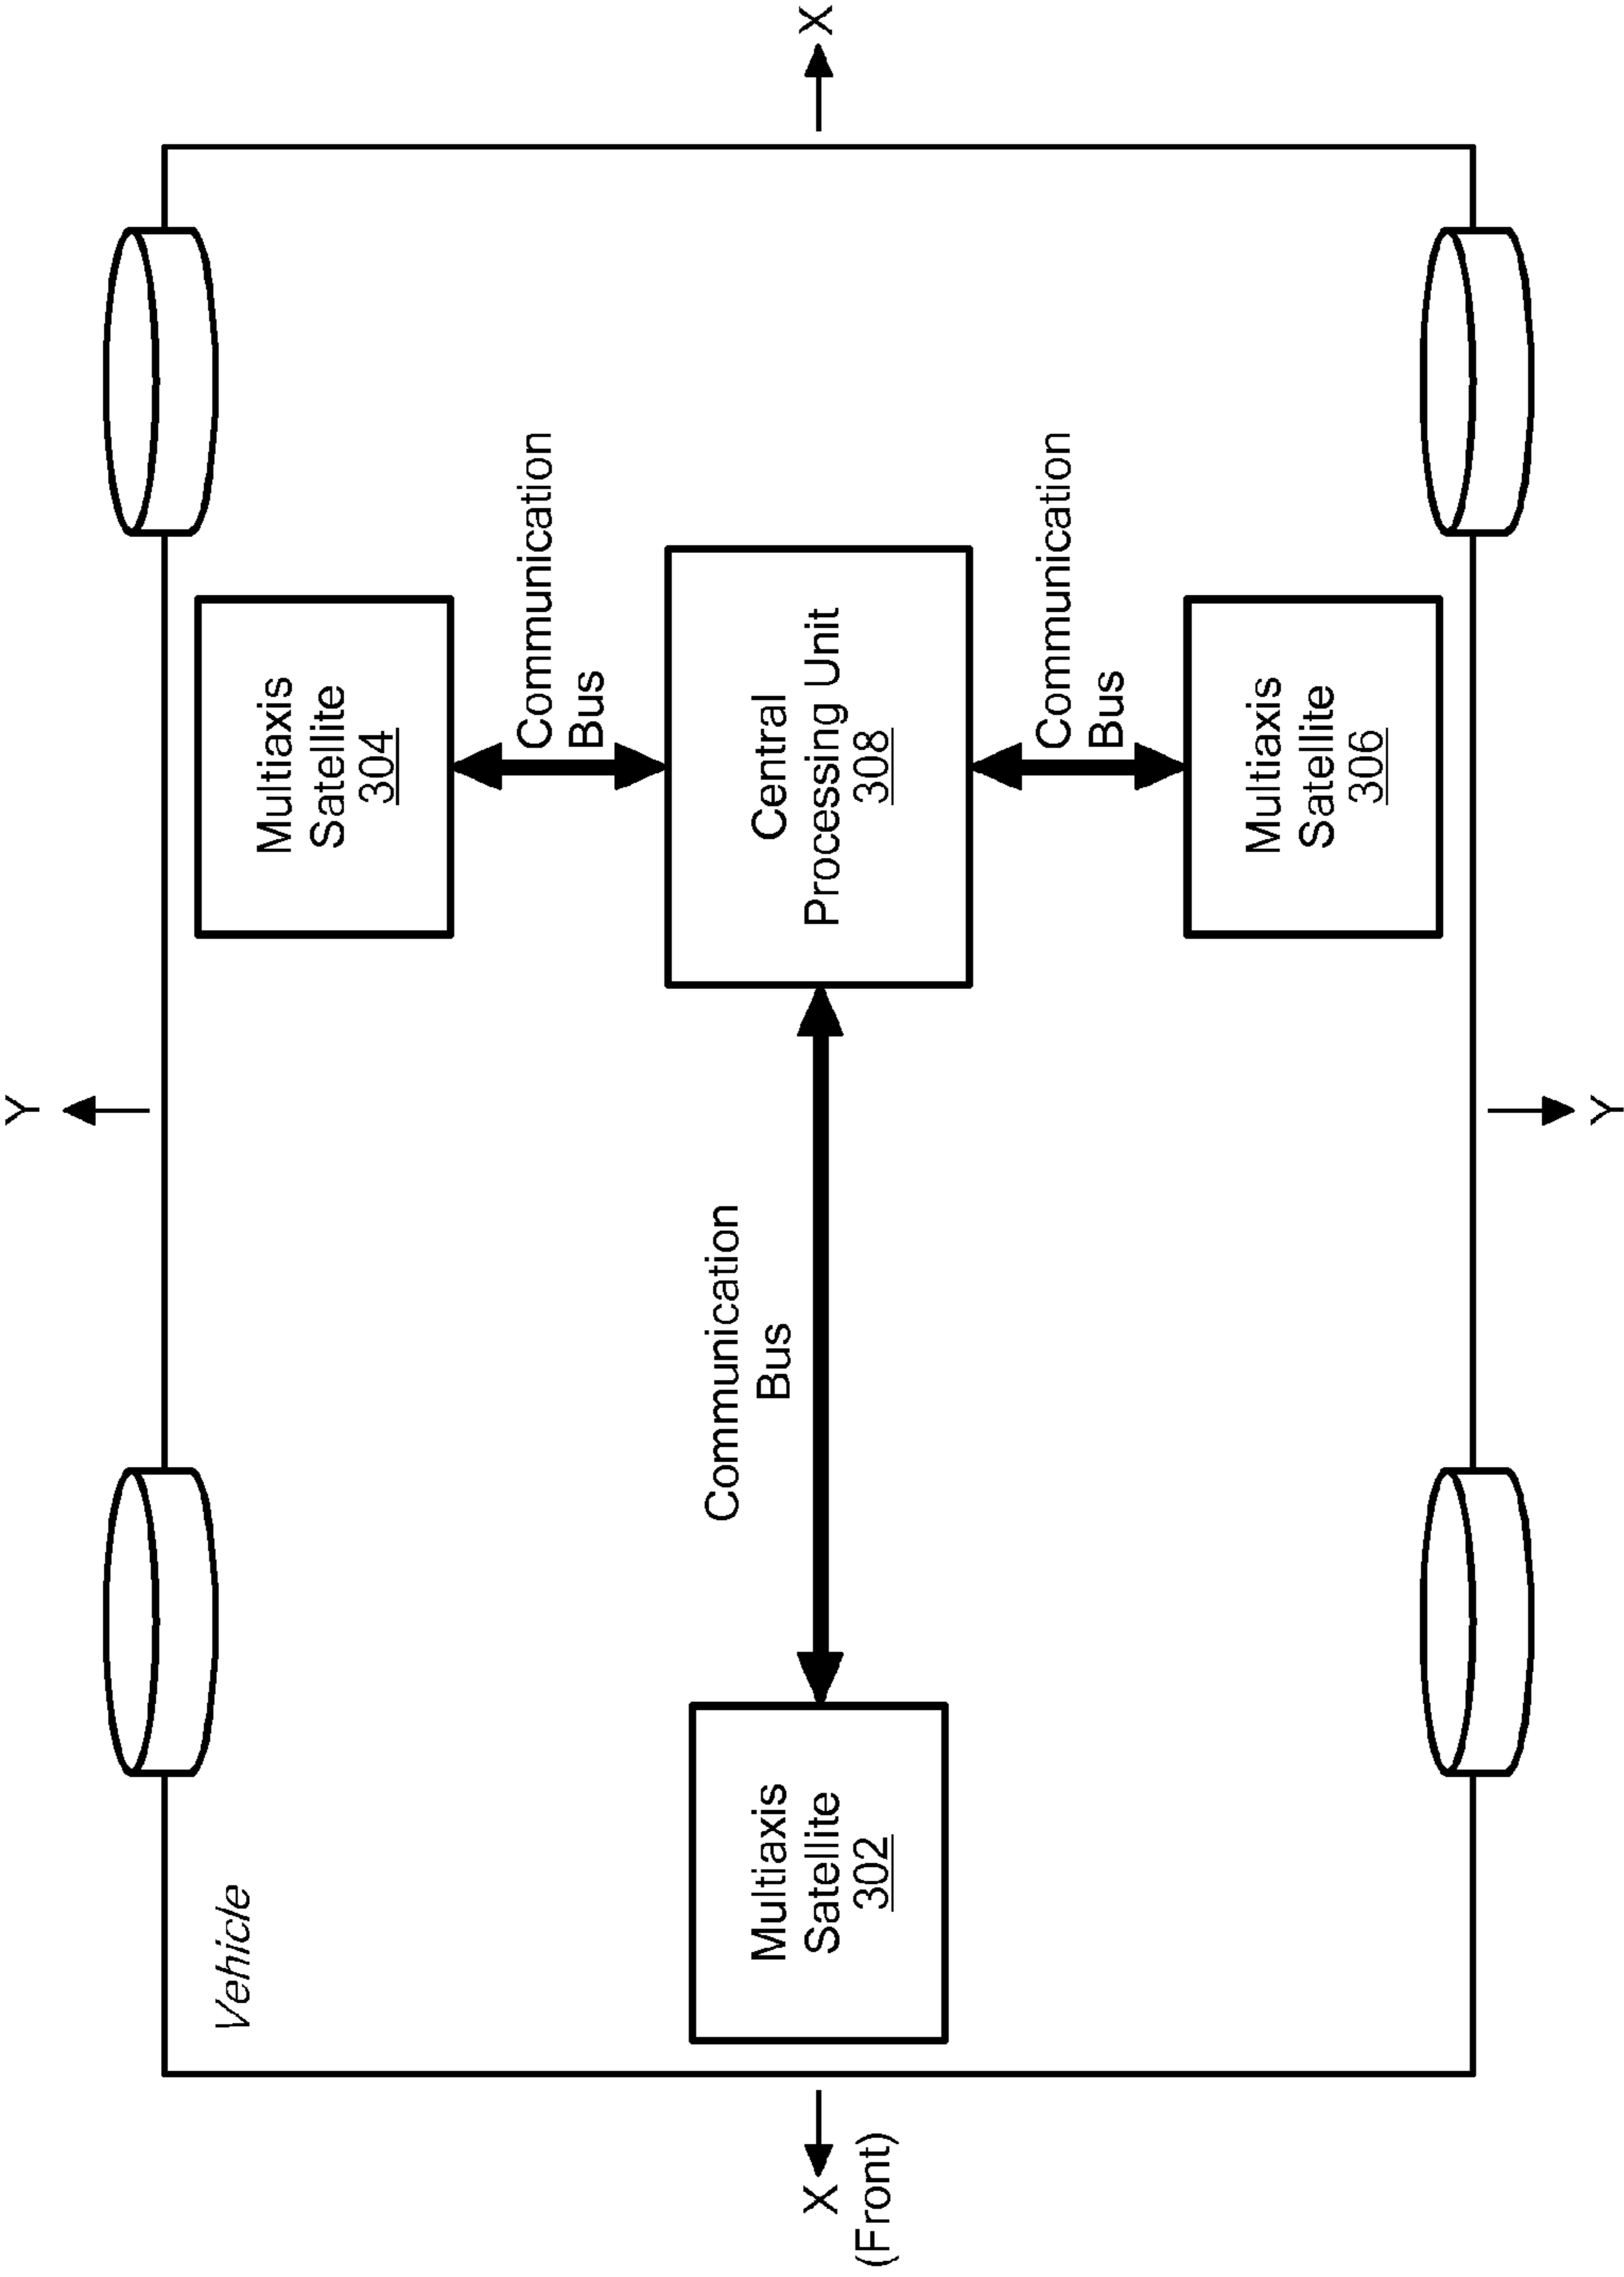 Y
Vehicle
Multiaxis
Satellite
304
Communication
Bus
Communication
Bus
X
(Front)
Multiaxis
Satellite
302
Central
Processing Unit
308
X
Communication
Bus
Multiaxis
Satellite
306
Y